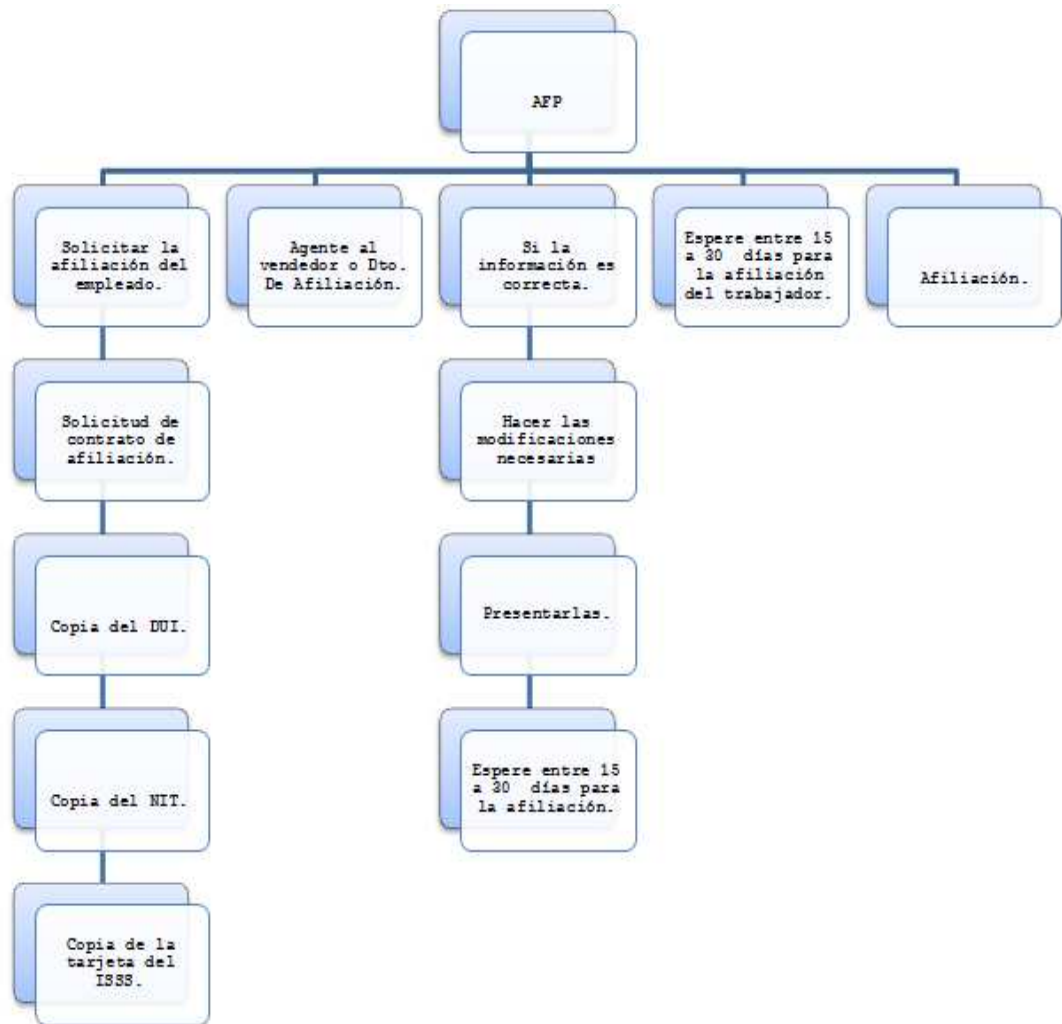 AFP
Solicitar la
afiliación del
empleado.
Agente al
vendedor o Dto.
De Afiliación.
Si la
información es
correcta.
Espere entre 15
a 30 días para
la afiliación
del trabajador.
Afiliación.
Solicitud de
contrato de
afiliación.
Hacer las
modificaciones
necesarias
Copia del DUI.
Presentarlas.
Copia del NIT.
Espere entre 15
a 30 días para
la afiliación.
Copia de la
tarjeta del
ISSS.